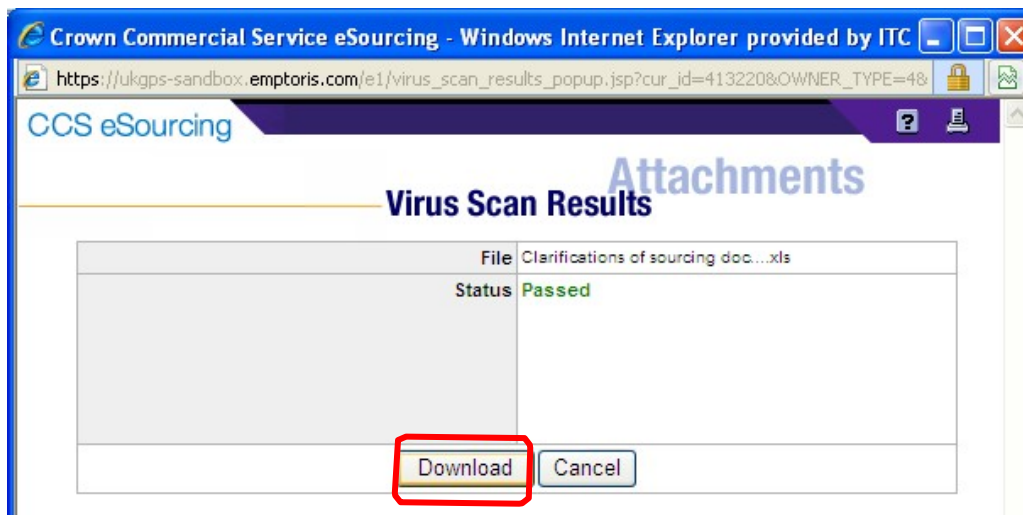 Crown Commercial Service eSourcing - Windows Internet Explorer provided by ITC
https://ukgps-sandbox.emptoris.com/e1/virus_scan_results_popup.jsp?cur_id=413220&OWNER_TYPE=4&
CCS eSourcing
Attachments
Virus Scan Results
File Clarifications of sourcing doc....xls
Status Passed
Download Cancel